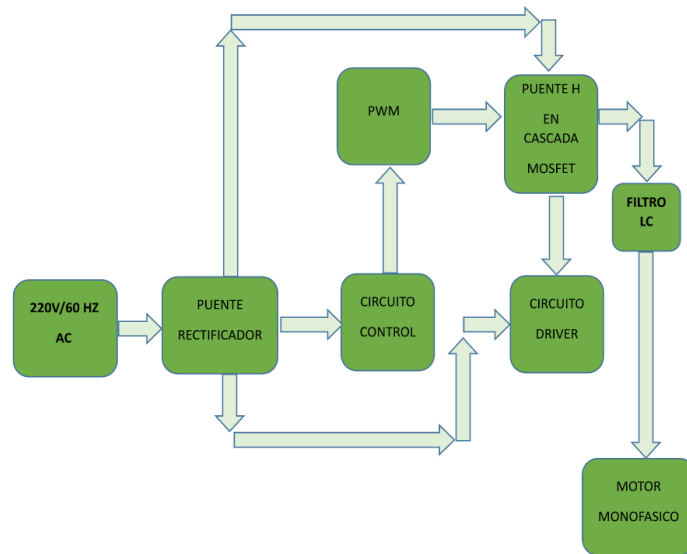 PUENTE H
EN
CASCADA
MOSFET
PWM
FILTRO
LC
220V/60 HZ
AC
PUENTE
RECTIFICADOR
CIRCUITO
CONTROL
CIRCUITO
DRIVER
MOTOR
MONOFASICO